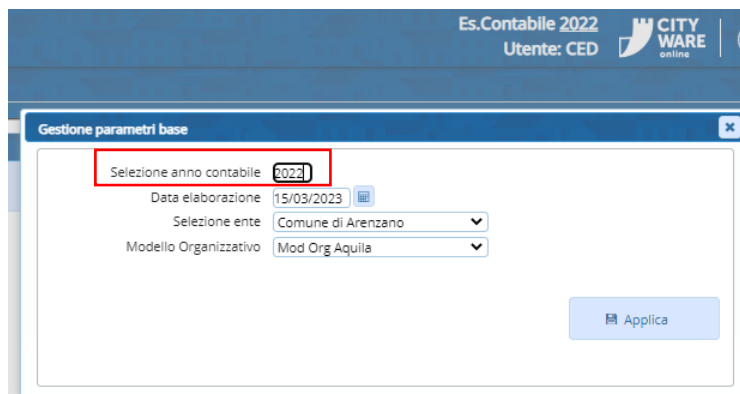 Es.Contabile 2022
Utente: CED
CITY
WARE
online
Gestione parametri base
Selezione anno contabile 2022
Data elaborazione 15/03/2023
Selezione ente Comune di Arenzano
Modello Organizzativo Mod Org Aquila
Applica